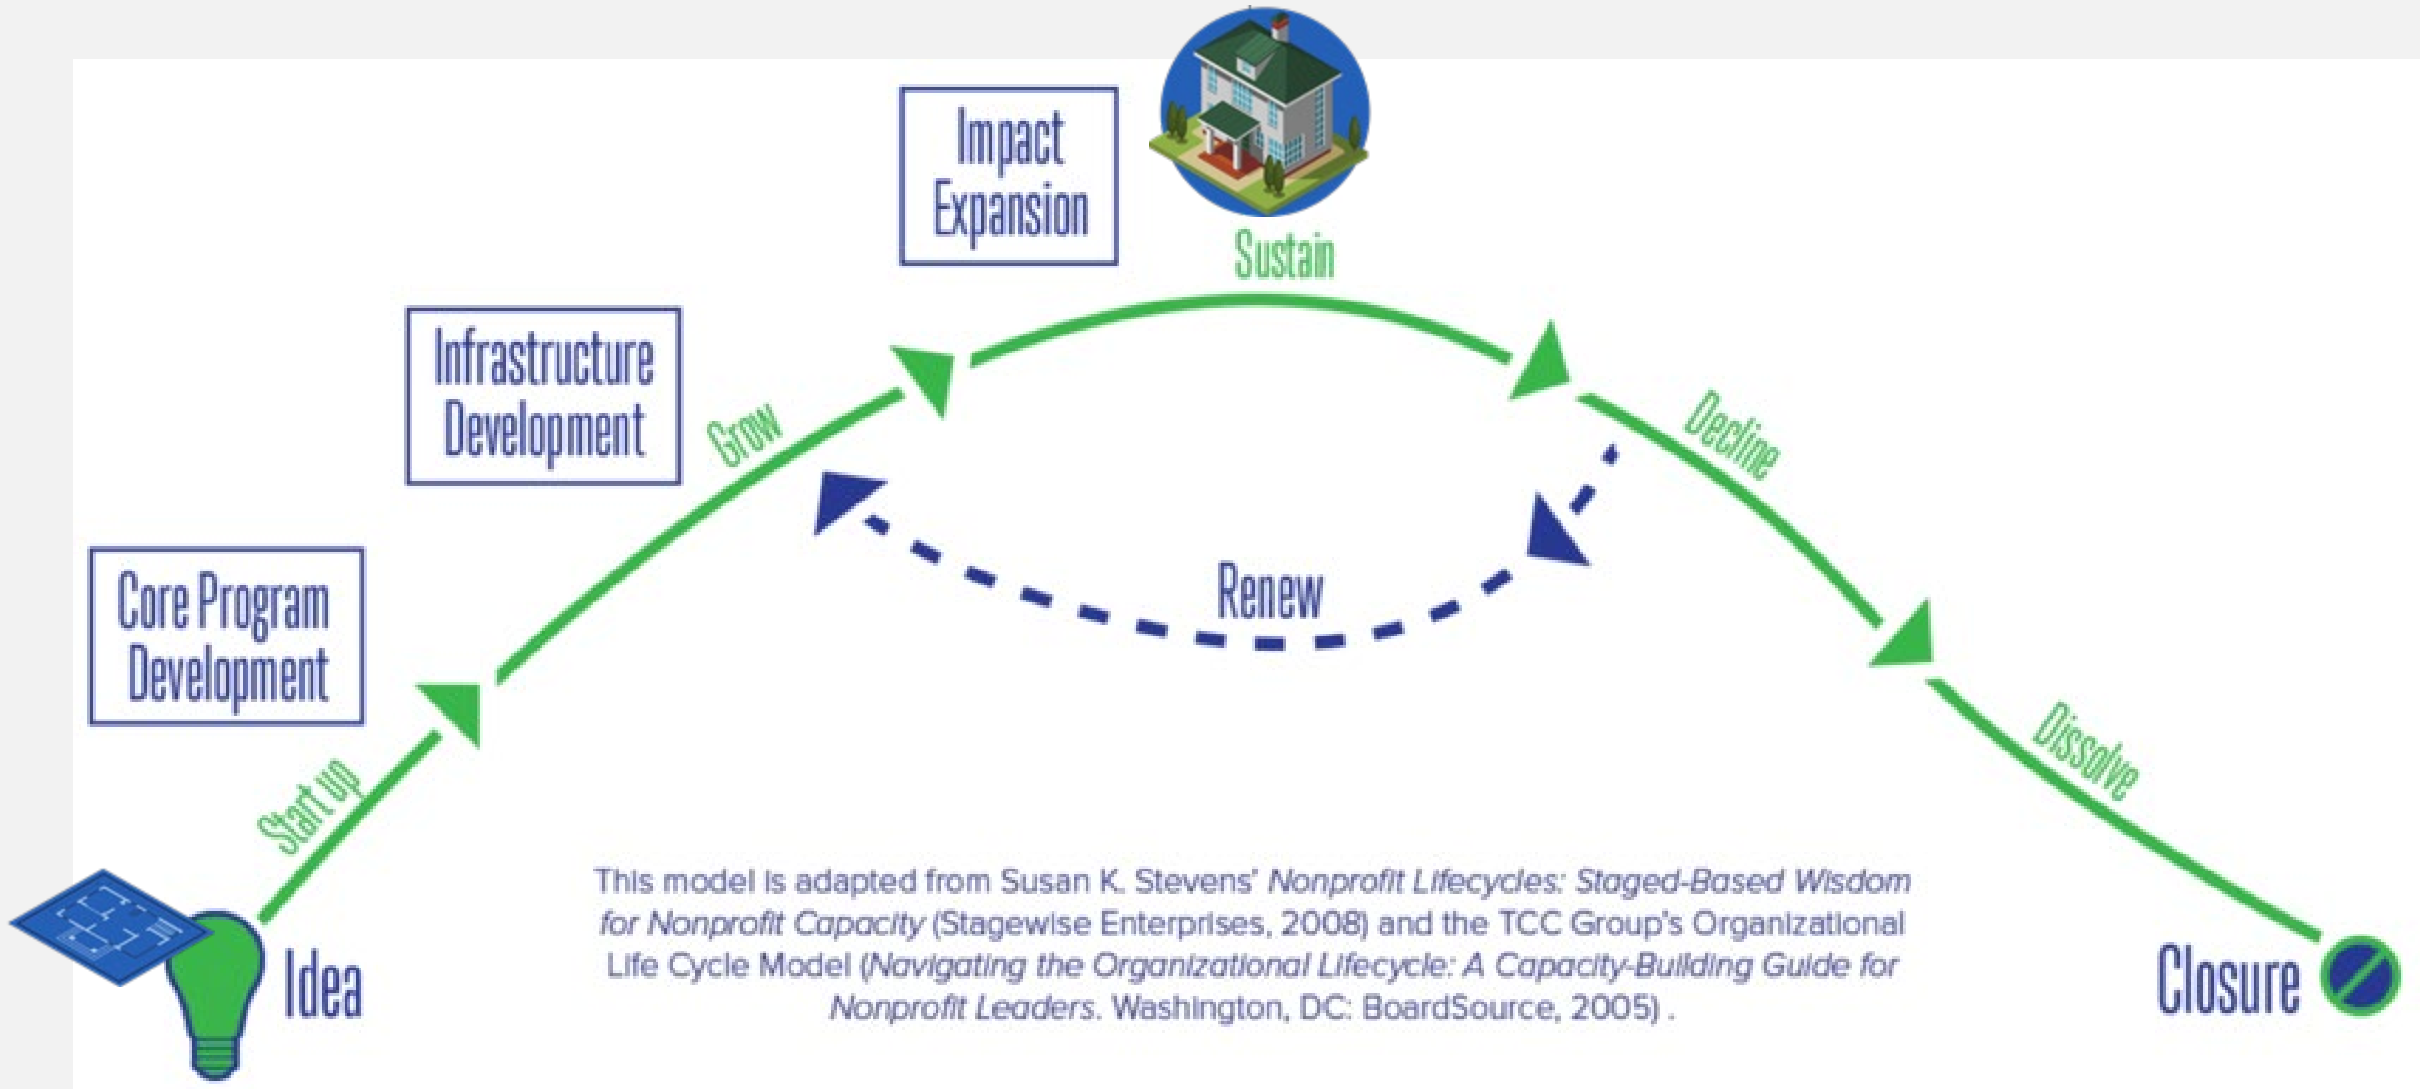 Impact
Expansion
Sustain
Infrastructure
Development
Grow
Decline
Core Program
Development
Renew
Start up
Dissolve
This model is adapted from Susan K. Stevens' Nonprofit Lifecycles: Staged-Based Wisdom
for Nonprofit Capacity (Stagewise Enterprises, 2008) and the TCC Group's Organizational
Life Cycle Model (Navigating the Organizational Lifecycle: A Capacity-Building Guide for
Nonprofit Leaders. Washington, DC: BoardSource, 2005) .
Idea
Closure